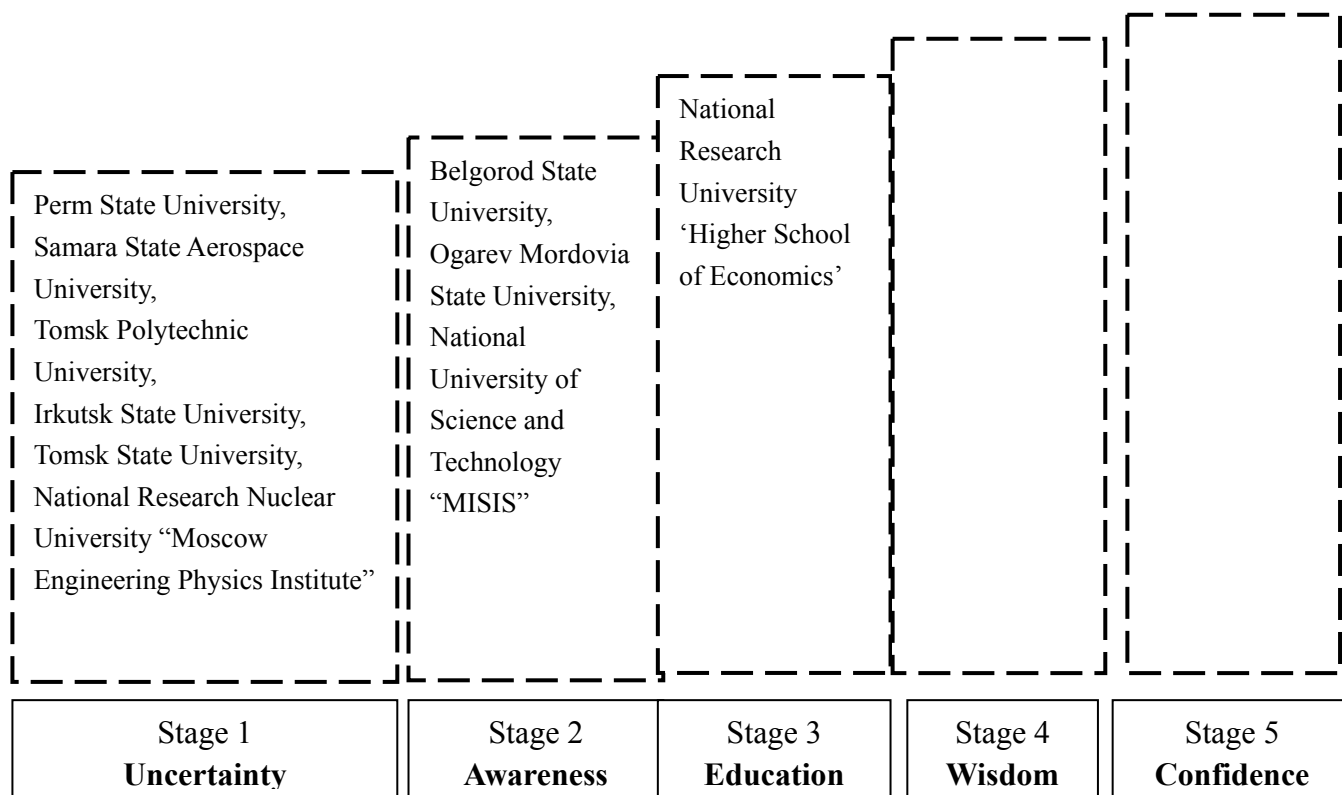 Perm State University,
Samara State Aerospace
University,
Tomsk Polytechnic
University,
Irkutsk State University,
Tomsk State University,
National Research Nuclear
University “Moscow
Engineering Physics Institute”
Belgorod State
University,
Ogarev Mordovia
State University,
National
University of
Science and
Technology
“MISIS”
National
Research
University
‘Higher School
of Economics’
Stage 1
Uncertainty
Stage 2
Awareness
Stage 3
Education
Stage 4
Wisdom
Stage 5
Confidence